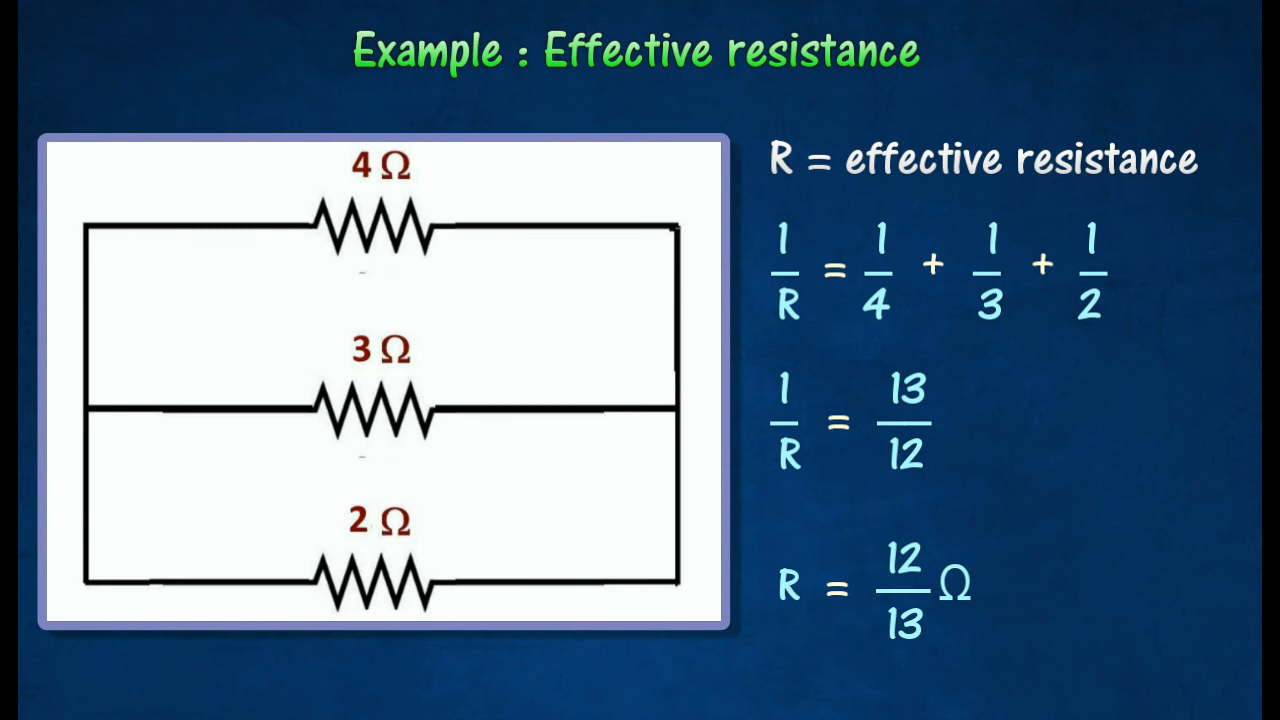 Example : Effective resistance
4 Ω
3 Ω
2 Ω
R = effective resistance
1/R = 1/4 + 1/3 + 1/2
1/R = 13/12
R = 12/13 Ω